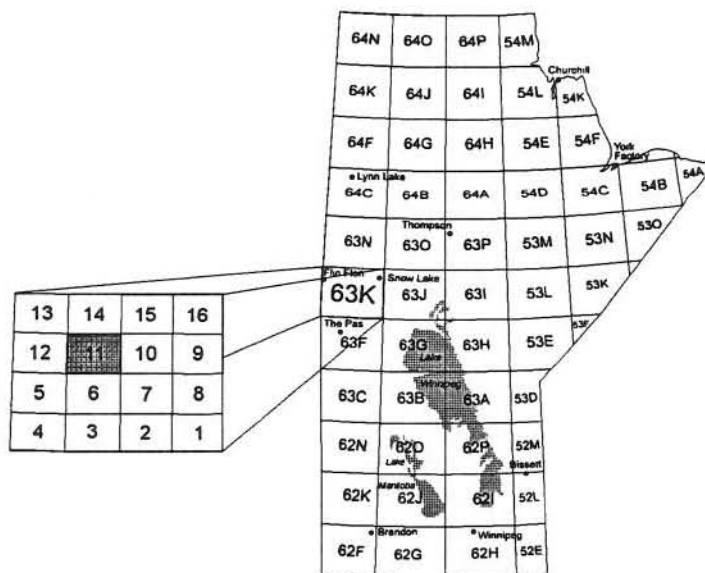 64N 64O 64P 54M
Churchill
64K 64J 64I 54L 54K
64F 64G 64H 54E 54F
York
Factory
Lynn Lake
64C 64B 64A 54D 54C 54B 54A
Thompson
63N 63O 63P 53M 53N 53O
Flin Flon Snow Lake
63K 63J 63I 53L 53K
13 14 15 16
The Pas
12 11 10 9
63F 63G 63H 53E
Lake
5 6 7 8
Winnipeg
63C 63B 63A 53D
4 3 2 1
62N 62O 62P 52M
Lake
Bissett
Manitoba
62K 62J 62I 52L
Brandon Winnipeg
62F 62G 62H 52E